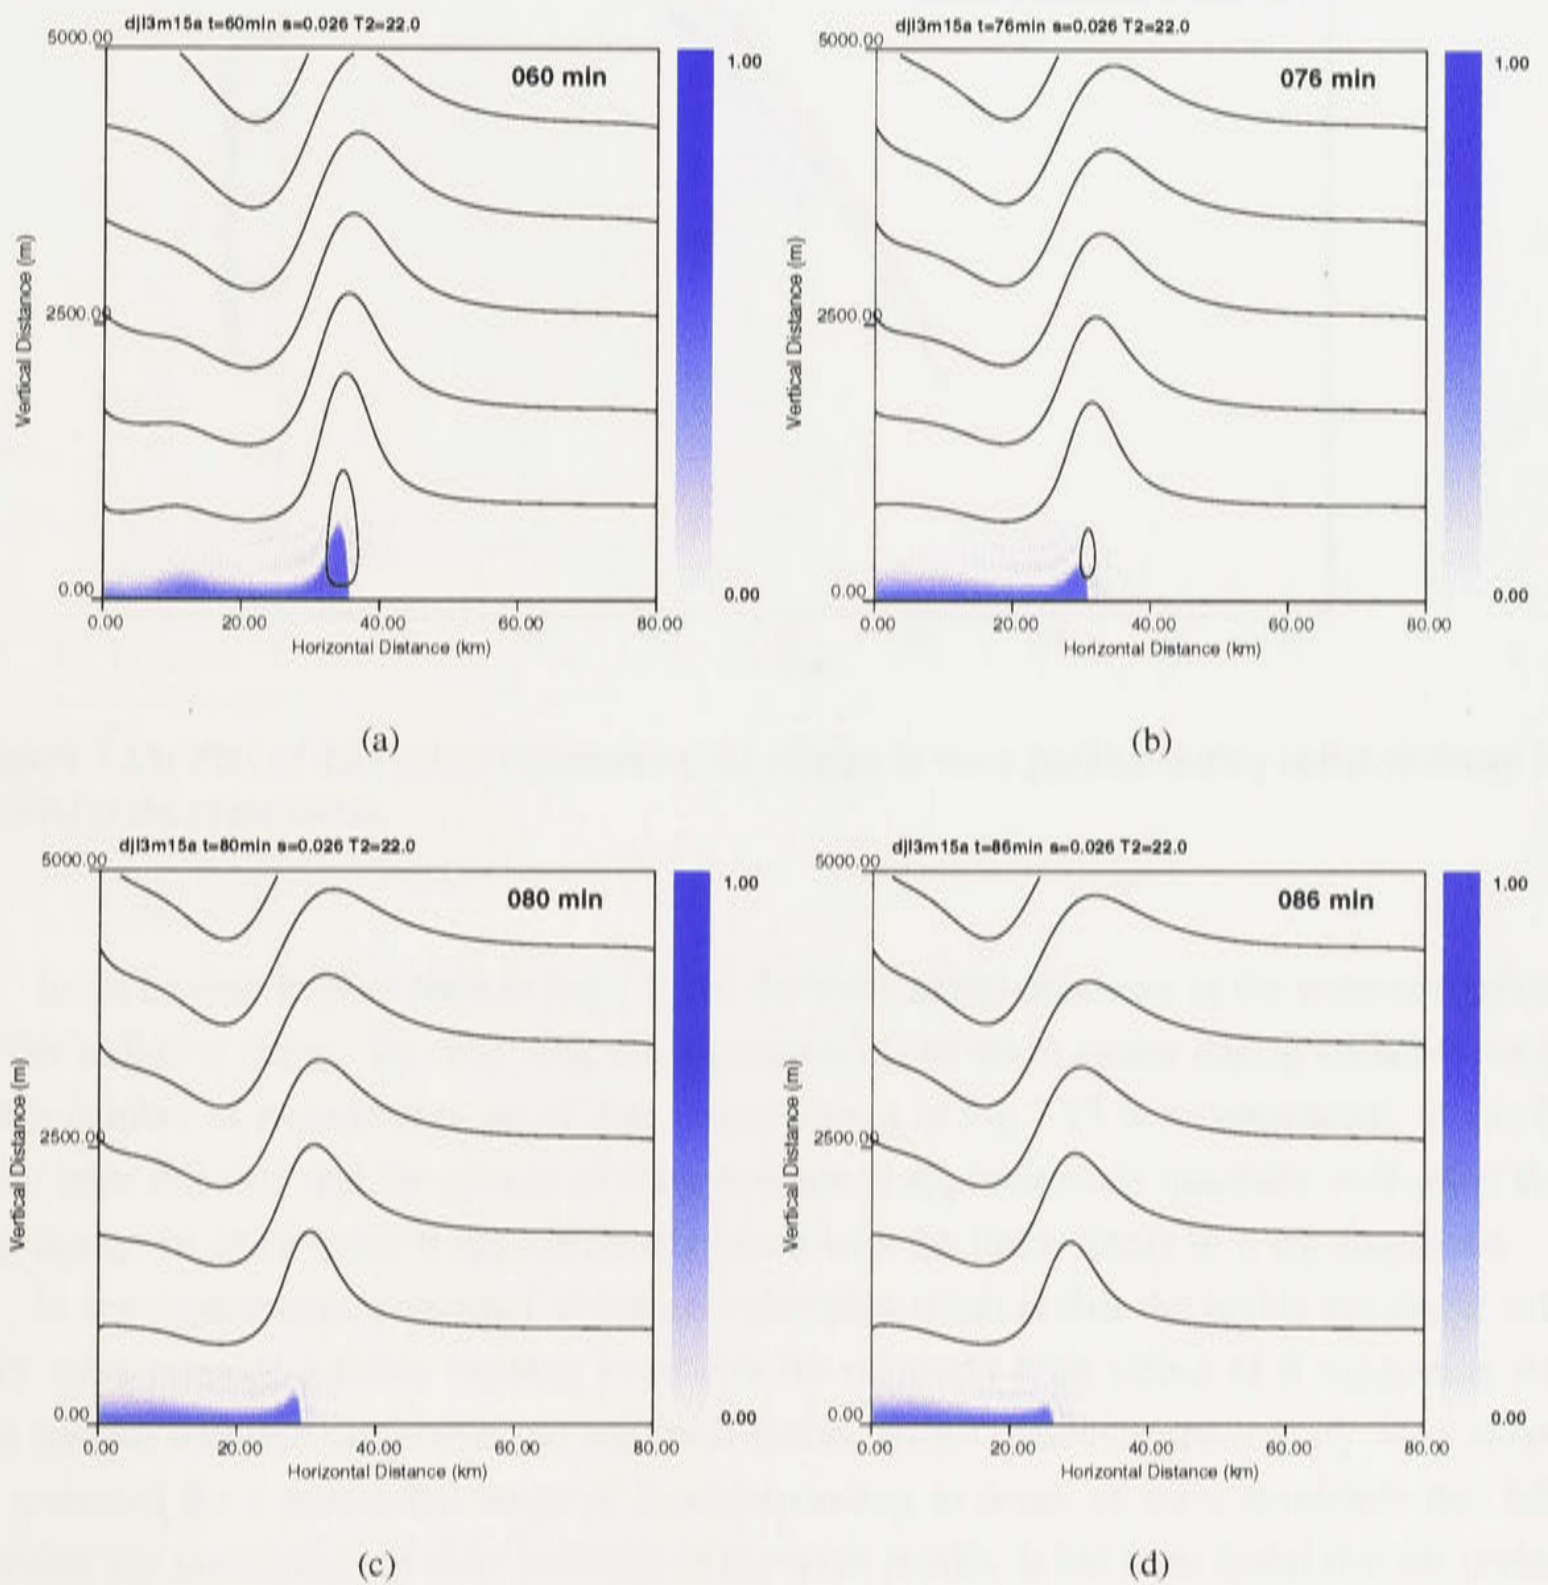 djl3m15a t=60min s=0.026 T2=22.0
5000.00
060 min
1.00
Vertical Distance (m)
2500.00
0.00
0.00
0.00 20.00 40.00 60.00 80.00
Horizontal Distance (km)
(a)
djl3m15a t=76min s=0.026 T2=22.0
5000.00
076 min
1.00
Vertical Distance (m)
2500.00
0.00
0.00
0.00 20.00 40.00 60.00 80.00
Horizontal Distance (km)
(b)
djl3m15a t=80min s=0.026 T2=22.0
5000.00
080 min
1.00
Vertical Distance (m)
2500.00
0.00
0.00
0.00 20.00 40.00 60.00 80.00
Horizontal Distance (km)
(c)
djl3m15a t=86min s=0.026 T2=22.0
5000.00
086 min
1.00
Vertical Distance (m)
2500.00
0.00
0.00
0.00 20.00 40.00 60.00 80.00
Horizontal Distance (km)
(d)